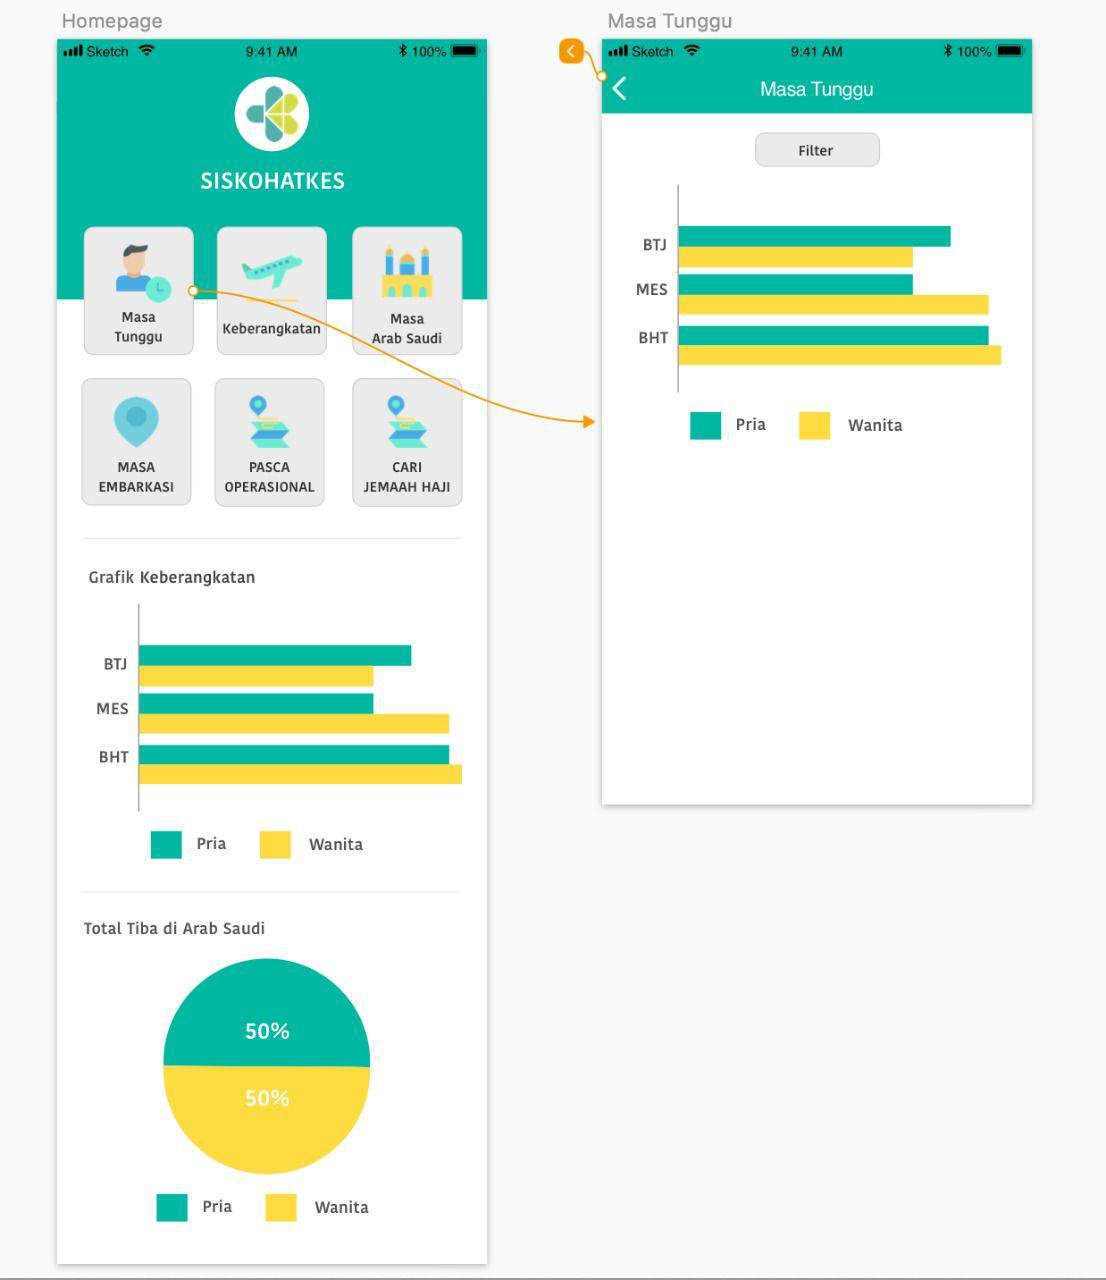 Homepage
Sketch 9:41 AM 100%
SISKOHATKES
Masa
Tunggu
Keberangkatan
Masa
Arab Saudi
MASA
EMBARKASI
PASCA
OPERASIONAL
CARI
JEMAAH HAJI
Grafik Keberangkatan
BTJ
MES
BHT
Pria Wanita
Total Tiba di Arab Saudi
50%
50%
Pria Wanita
Masa Tunggu
Sketch 9:41 AM 100%
Masa Tunggu
Filter
BTJ
MES
BHT
Pria Wanita